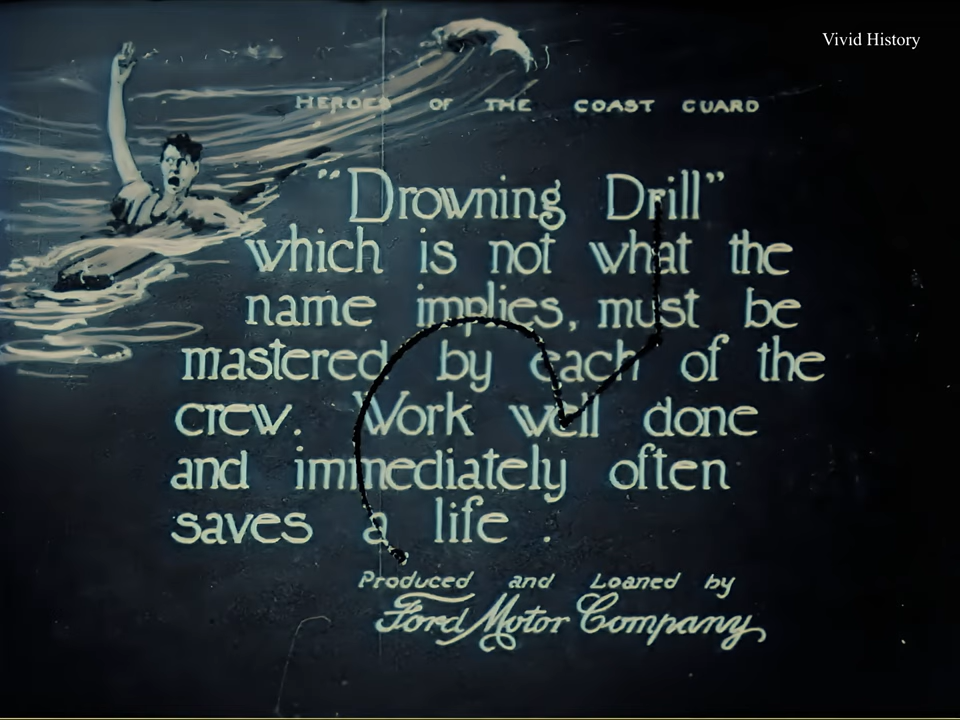 Vivid History
HEROES OF THE COAST GUARD
"Drowning Drill"
which is not what the
name implies, must be
mastered by each of the
crew. Work well done
and immediately often
saves a life.
Produced and Loaned by
Ford Motor Company